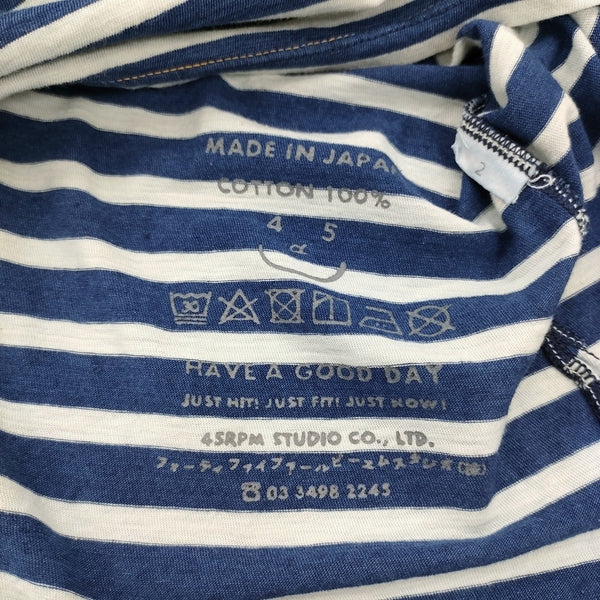 MADE IN JAPAN
COTTON 100%
4 5
R
2
30
HAVE A GOOD DAY
JUST HIT! JUST FIT! JUST NOW!
45RPM STUDIO CO., LTD.
フォーティファイブアールピーエムスタジオ(株)
☎03 3498 2245